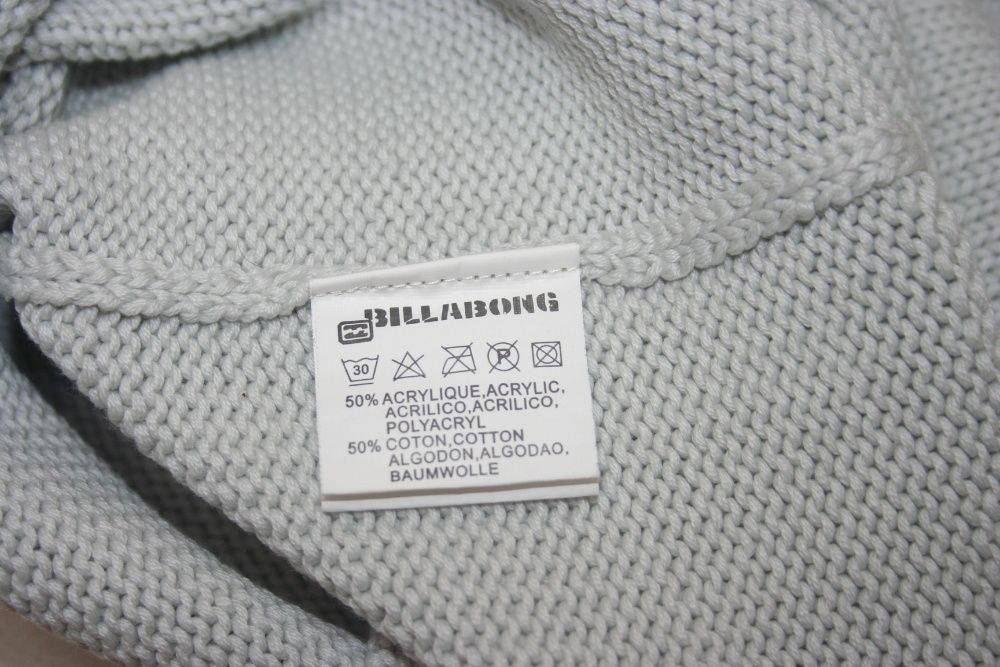 BILLABONG
30 P
50% ACRYLIQUE,ACRYLIC,
ACRILICO,ACRILICO,
POLYACRYL
50% COTON,COTTON
ALGODON,ALGODAO,
BAUMWOLLE